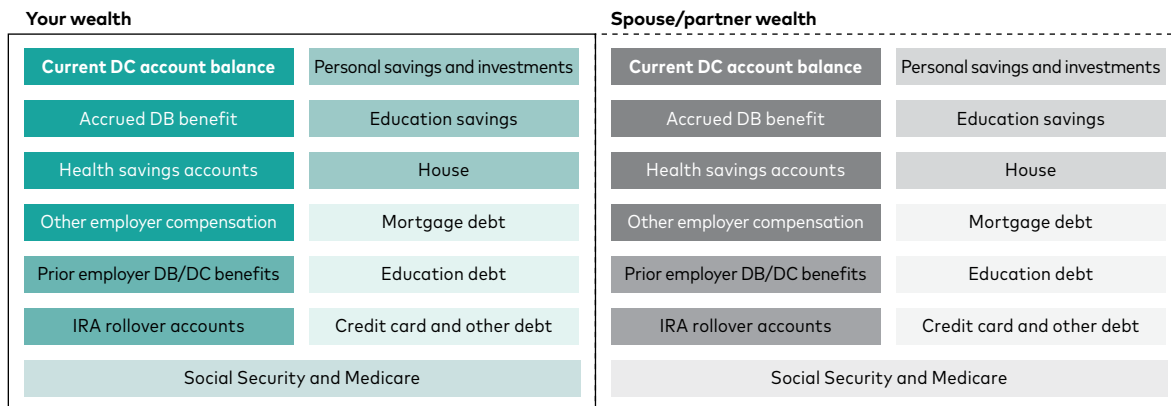 Your wealth
Current DC account balance
Personal savings and investments
Accrued DB benefit
Education savings
Health savings accounts
House
Other employer compensation
Mortgage debt
Prior employer DB/DC benefits
Education debt
IRA rollover accounts
Credit card and other debt
Social Security and Medicare
Spouse/partner wealth
Current DC account balance
Personal savings and investments
Accrued DB benefit
Education savings
Health savings accounts
House
Other employer compensation
Mortgage debt
Prior employer DB/DC benefits
Education debt
IRA rollover accounts
Credit card and other debt
Social Security and Medicare